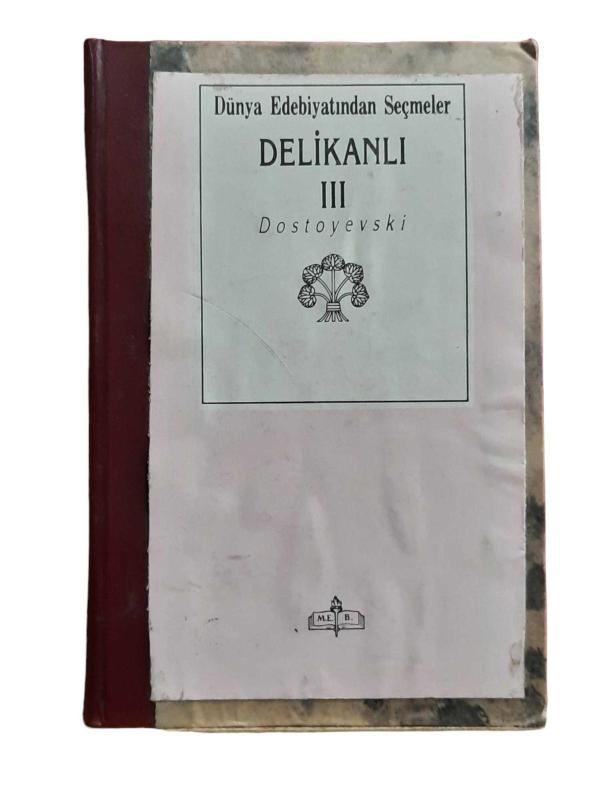 Dünya Edebiyatından Seçmeler
DELİKANLI
III
Dostoyevski
M.E. B.